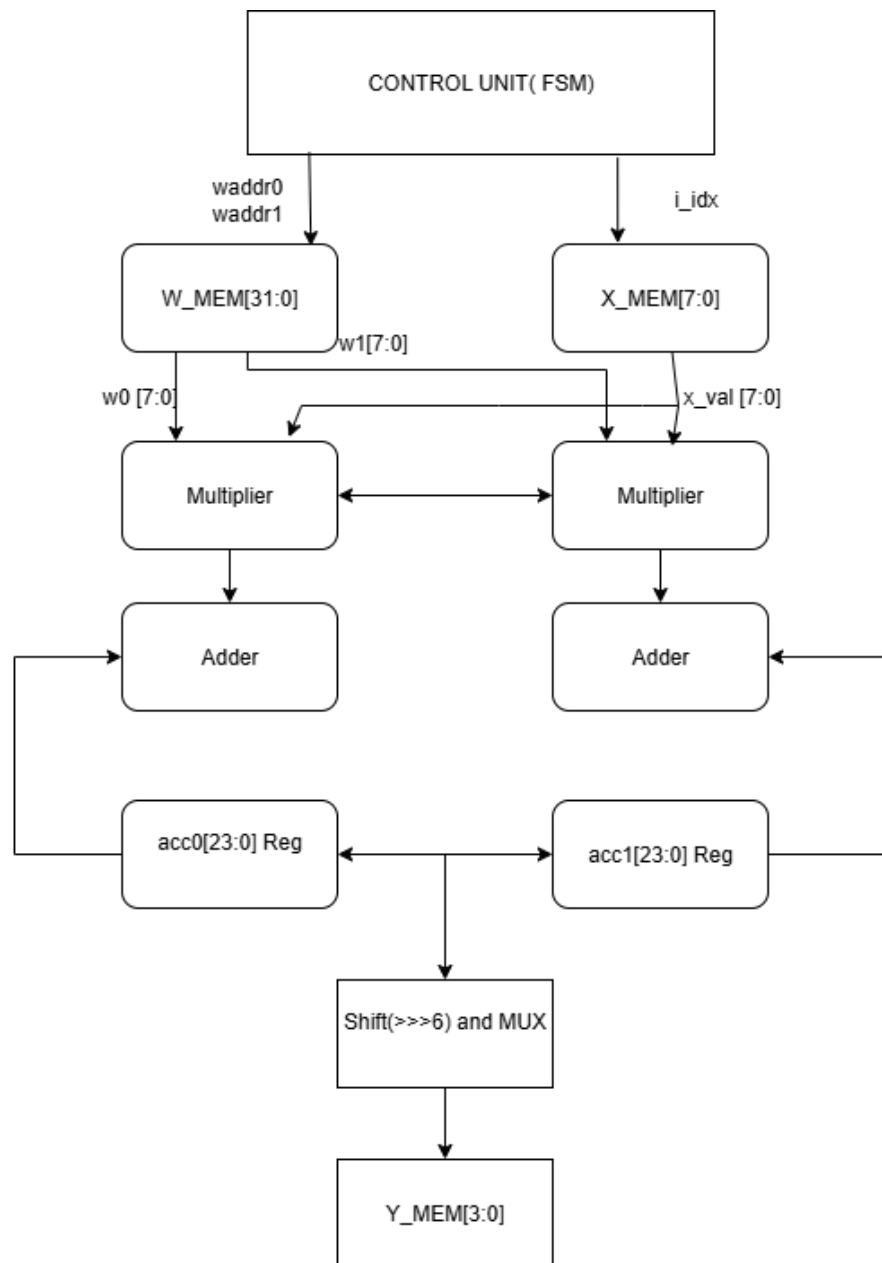 CONTROL UNIT( FSM)
waddr0
waddr1
i_idx
W_MEM[31:0]
X_MEM[7:0]
w1[7:0]
w0 [7:0]
x_val [7:0]
Multiplier
Multiplier
Adder
Adder
acc0[23:0] Reg
acc1[23:0] Reg
Shift(>>>6) and MUX
Y_MEM[3:0]